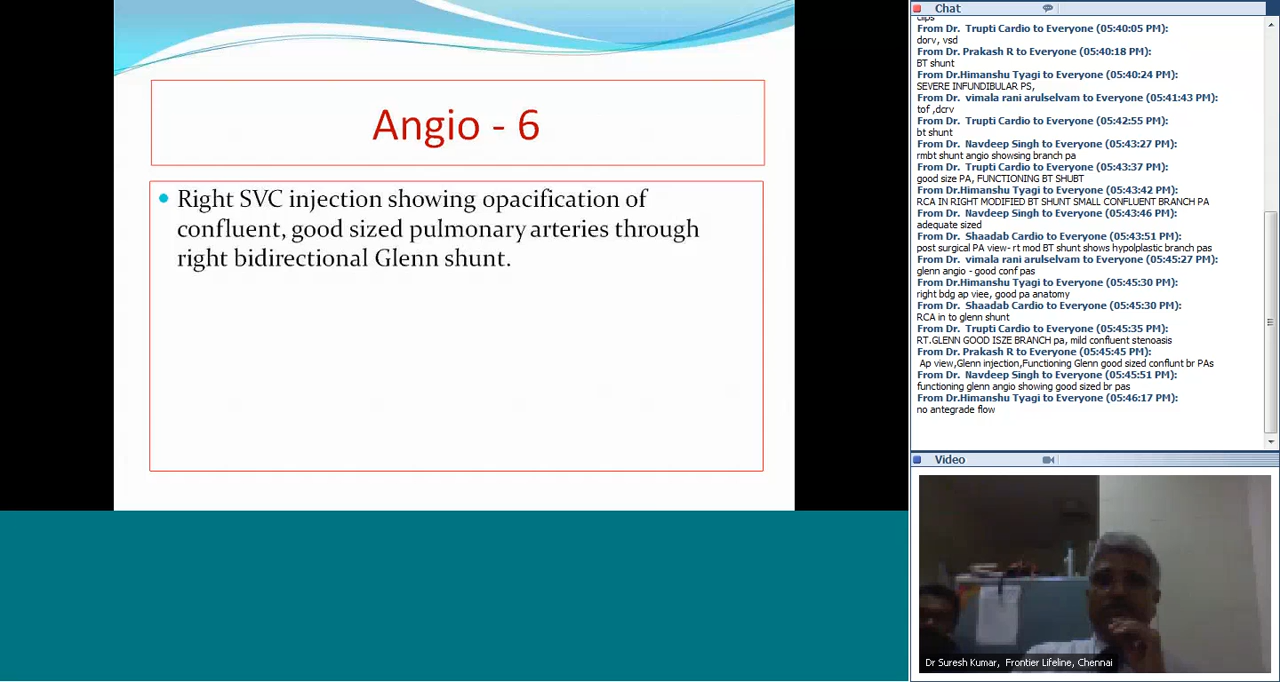 Angio - 6
Right SVC injection showing opacification of
confluent, good sized pulmonary arteries through
right bidirectional Glenn shunt.
Chat
clips
From Dr. Trupti Cardio to Everyone (05:40:05 PM):
dorv, vsd
From Dr. Prakash R to Everyone (05:40:18 PM):
BT shunt
From Dr.Himanshu Tyagi to Everyone (05:40:24 PM):
SEVERE INFUNDIBULAR PS,
From Dr. vimala rani arulselvam to Everyone (05:41:43 PM):
tof ,dcrv
From Dr. Trupti Cardio to Everyone (05:42:55 PM):
bt shunt
From Dr. Navdeep Singh to Everyone (05:43:27 PM):
rmbt shunt angio showsing branch pa
From Dr. Trupti Cardio to Everyone (05:43:37 PM):
good size PA, FUNCTIONING BT SHUBT
From Dr.Himanshu Tyagi to Everyone (05:43:42 PM):
RCA IN RIGHT MODIFIED BT SHUNT SMALL CONFLUENT BRANCH PA
From Dr. Navdeep Singh to Everyone (05:43:46 PM):
adequate sized
From Dr. Shaadab Cardio to Everyone (05:43:51 PM):
post surgical PA view- rt mod BT shunt shows hypolplastic branch pas
From Dr. vimala rani arulselvam to Everyone (05:45:27 PM):
glenn angio - good conf pas
From Dr.Himanshu Tyagi to Everyone (05:45:30 PM):
right bdg ap viee, good pa anatomy
From Dr. Shaadab Cardio to Everyone (05:45:30 PM):
RCA in to glenn shunt
From Dr. Trupti Cardio to Everyone (05:45:35 PM):
RT.GLENN GOOD ISZE BRANCH pa, mild confluent stenoasis
From Dr. Prakash R to Everyone (05:45:45 PM):
Ap view,Glenn injection,Functioning Glenn good sized conflunt br PAs
From Dr. Navdeep Singh to Everyone (05:45:51 PM):
functioning glenn angio showing good sized br pas
From Dr.Himanshu Tyagi to Everyone (05:46:17 PM):
no antegrade flow
Video
Dr Suresh Kumar, Frontier Lifeline, Chennai